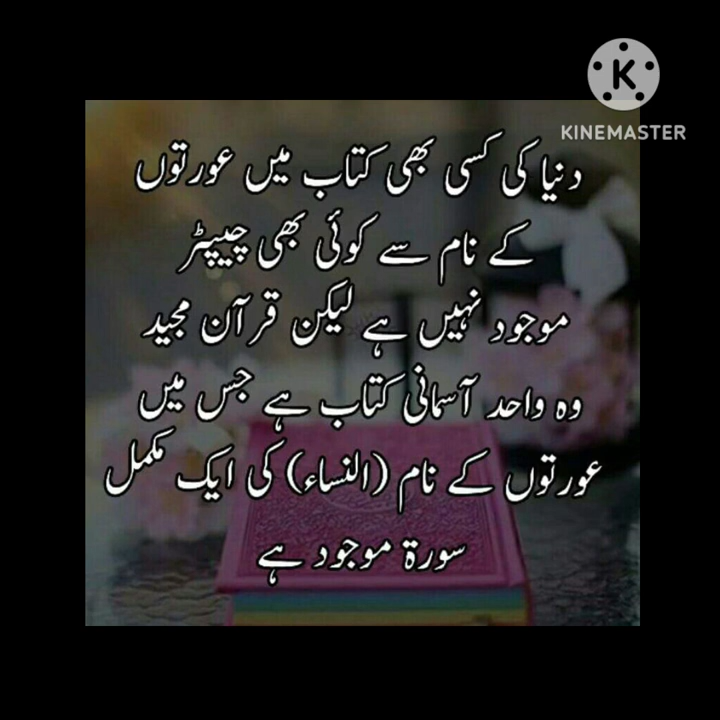 KINEMASTER
دنیا کی کسی بھی کتاب میں عورتوں
کے نام سے کوئی بھی چیپٹر
موجود نہیں ہے لیکن قرآن مجید
وہ واحد آسمانی کتاب ہے جس میں
عورتوں کے نام (النساء) کی ایک مکمل
سورۃ موجود ہے